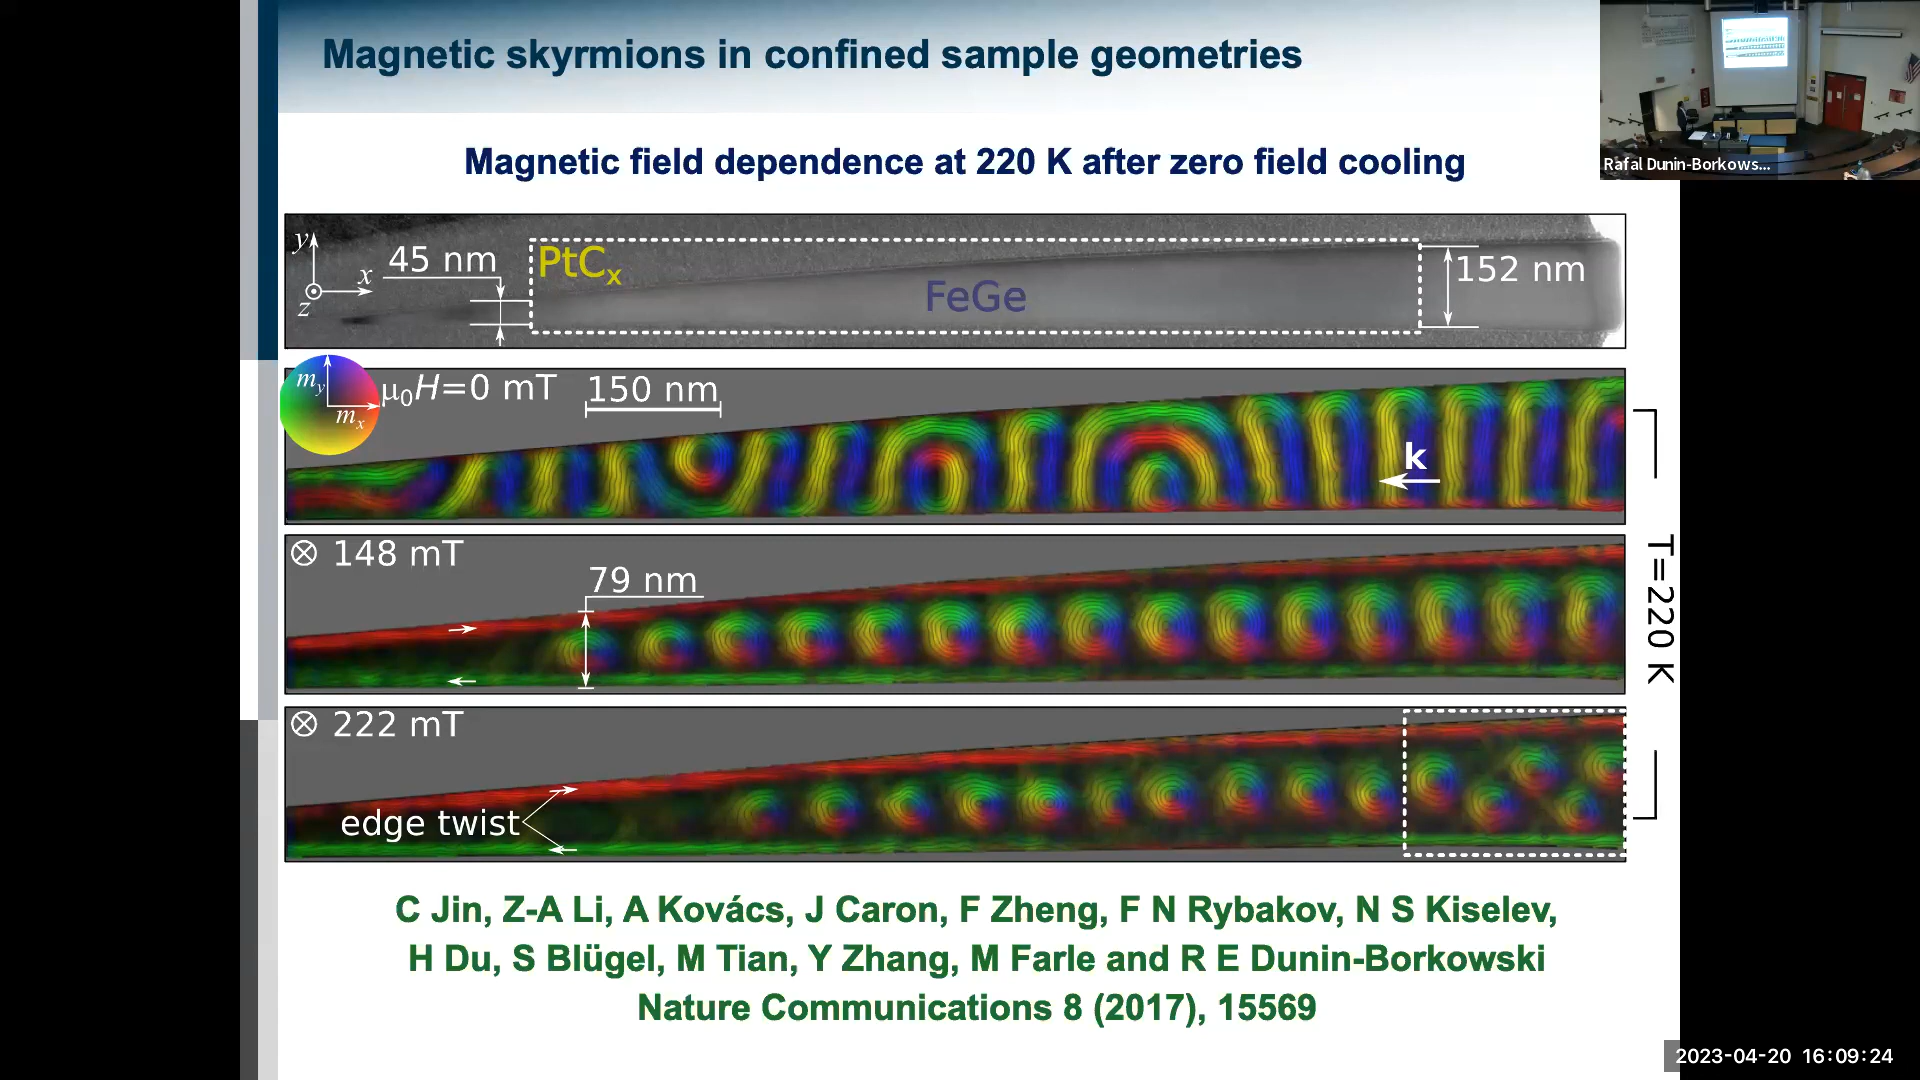 Magnetic skyrmions in confined sample geometries
Rafal Dunin-Borkows...
Magnetic field dependence at 220 K after zero field cooling
y
x
z
45 nm
PtCx
FeGe
152 nm
my
mx
μ0H=0 mT
150 nm
k
⊗ 148 mT
79 nm
T=220 K
⊗ 222 mT
edge twist
C Jin, Z-A Li, A Kovács, J Caron, F Zheng, F N Rybakov, N S Kiselev,
H Du, S Blügel, M Tian, Y Zhang, M Farle and R E Dunin-Borkowski
Nature Communications 8 (2017), 15569
2023-04-20 16:09:24